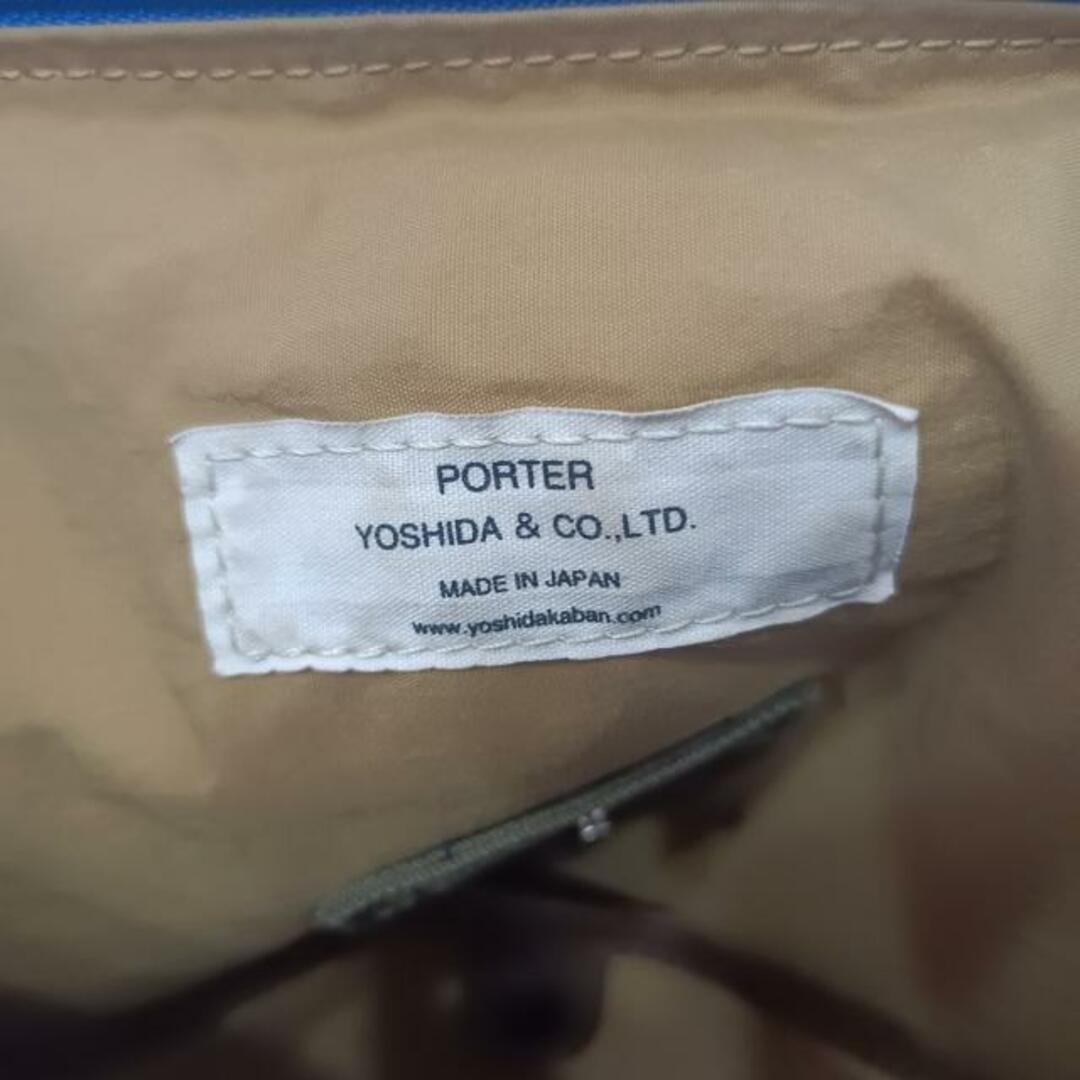 PORTER
YOSHIDA & CO.,LTD.
MADE IN JAPAN
www.yoshidakaban.com